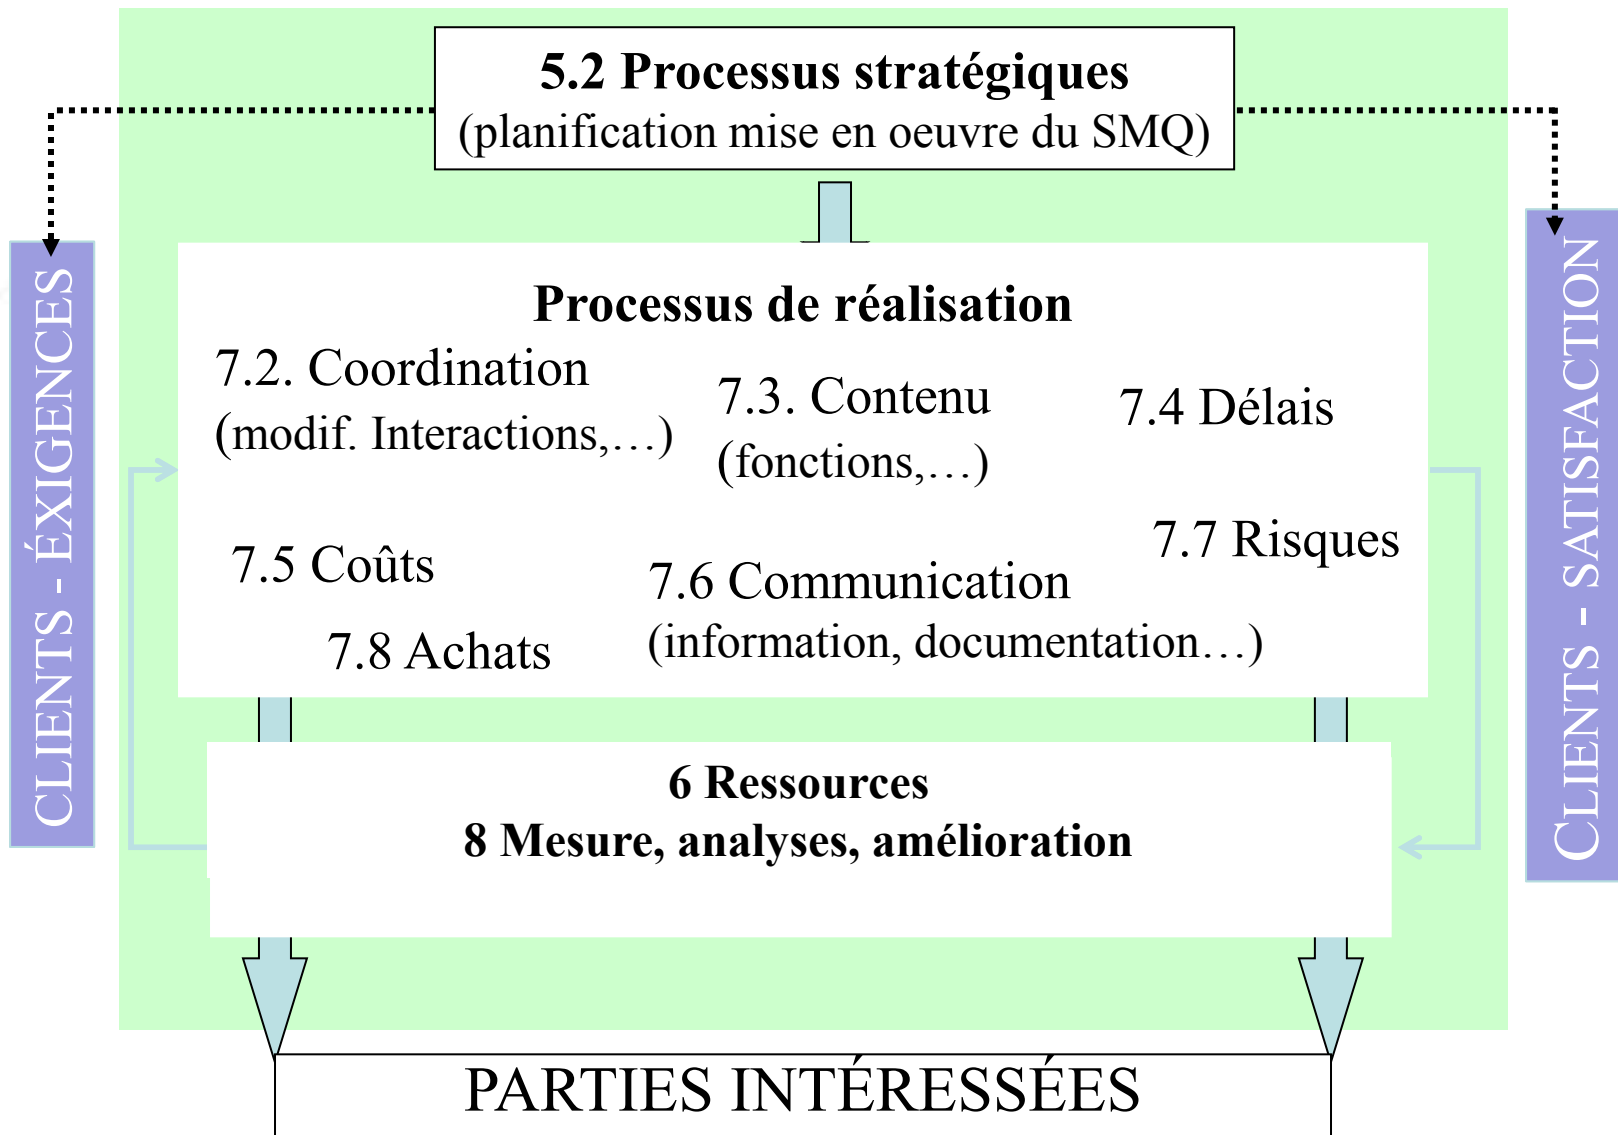 5.2 Processus stratégiques
(planification mise en oeuvre du SMQ)
CLIENTS - ÉXIGENCES
Processus de réalisation
7.2. Coordination
(modif. Interactions,…)
7.3. Contenu
(fonctions,…)
7.4 Délais
7.5 Coûts
7.6 Communication
(information, documentation…)
7.7 Risques
7.8 Achats
CLIENTS - SATISFACTION
6 Ressources
8 Mesure, analyses, amélioration
PARTIES INTÉRESSÉES